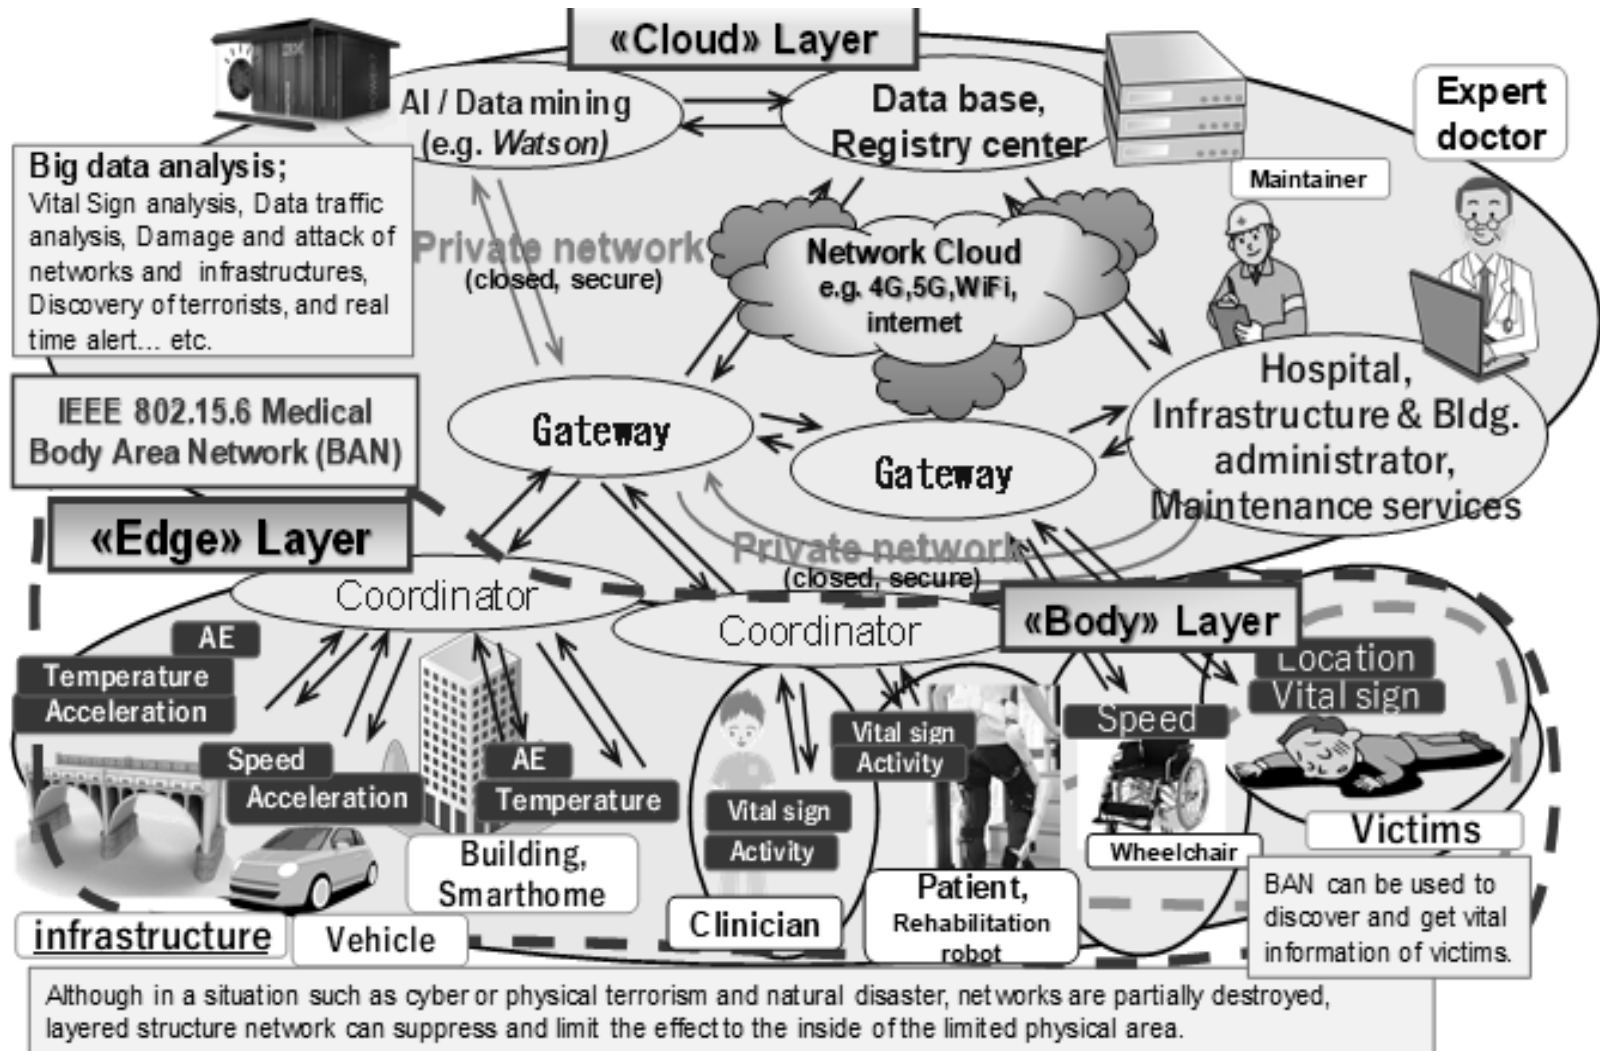 «Cloud» Layer
AI / Data mining
(e.g. Watson)
Data base,
Registry center
Expert
doctor
Maintainer
Big data analysis;
Vital Sign analysis, Data traffic
analysis, Damage and attack of
networks and infrastructures,
Discovery of terrorists, and real
time alert... etc.
Private network
(closed, secure)
Network Cloud
e.g. 4G,5G,WiFi,
internet
IEEE 802.15.6 Medical
Body Area Network (BAN)
Gateway
Gateway
Hospital,
Infrastructure & Bldg.
administrator,
Maintenance services
«Edge» Layer
Private network
(closed, secure)
Coordinator
Coordinator
«Body» Layer
AE
Temperature
Acceleration
Speed
Acceleration
AE
Temperature
Vital sign
Activity
Vital sign
Activity
Speed
Location
Vital sign
Building,
Smarthome
infrastructure
Vehicle
Clinician
Patient,
Rehabilitation
robot
Wheelchair
Victims
BAN can be used to
discover and get vital
information of victims.
Although in a situation such as cyber or physical terrorism and natural disaster, networks are partially destroyed,
layered structure network can suppress and limit the effect to the inside of the limited physical area.